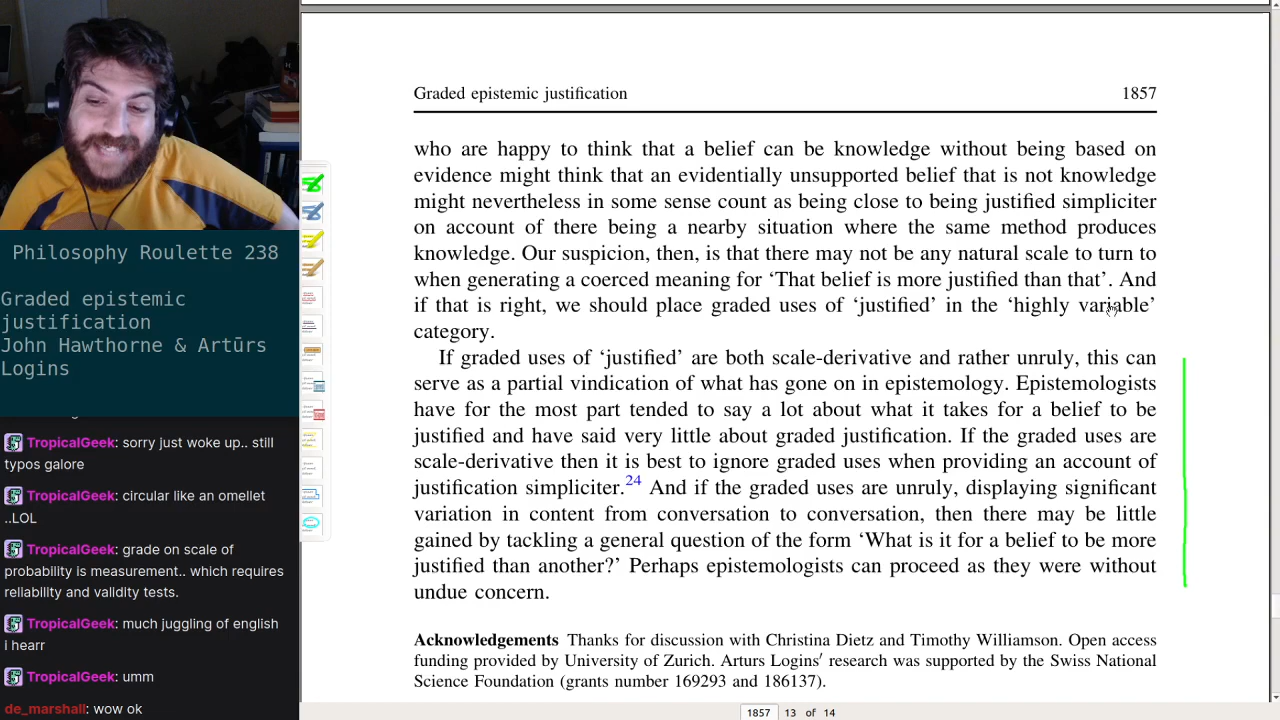 Philosophy Roulette 238
Graded epistemic
justification
John Hawthorne & Artūrs
Logins
TropicalGeek: sorry just woke up.. still
typos galore
TropicalGeek: circular like an omeliet
..LOL
TropicalGeek: grade on scale of
probability is measurement.. which requires
reliability and validity tests.
TropicalGeek: much juggling of english
I hearr
TropicalGeek: umm
de_marshall: wow ok
Graded epistemic justification 1857
who are happy to think that a belief can be knowledge without being based on
evidence might think that an evidentially unsupported belief that is not knowledge
might nevertheless in some sense count as being close to being justified simpliciter
on account of there being a nearby situation where the same method produces
knowledge. Our suspicion, then, is that there may not be any natural scale to turn to
when generating a coerced meaning for ‘That belief is more justified than that’. And
if that is right, we should place graded uses of ‘justified’ in the ‘highly variable’
category.
If graded uses of ‘justified’ are both scale-derivative and rather unruly, this can
serve as a partial vindication of what has gone on in epistemology. Epistemologists
have for the most part tended to say a lot about what it takes for a belief to be
justified and have said very little about graded justification. If the graded uses are
scale-derivative then it is best to ignore graded uses when providing an account of
justification simpliciter.24 And if the graded uses are unruly, displaying significant
variation in content from conversation to conversation, then there may be little
gained by tackling a general question of the form ‘What is it for a belief to be more
justified than another?’ Perhaps epistemologists can proceed as they were without
undue concern.
Acknowledgements Thanks for discussion with Christina Dietz and Timothy Williamson. Open access
funding provided by University of Zurich. Arturs Logins′ research was supported by the Swiss National
Science Foundation (grants number 169293 and 186137).
1857 13 of 14